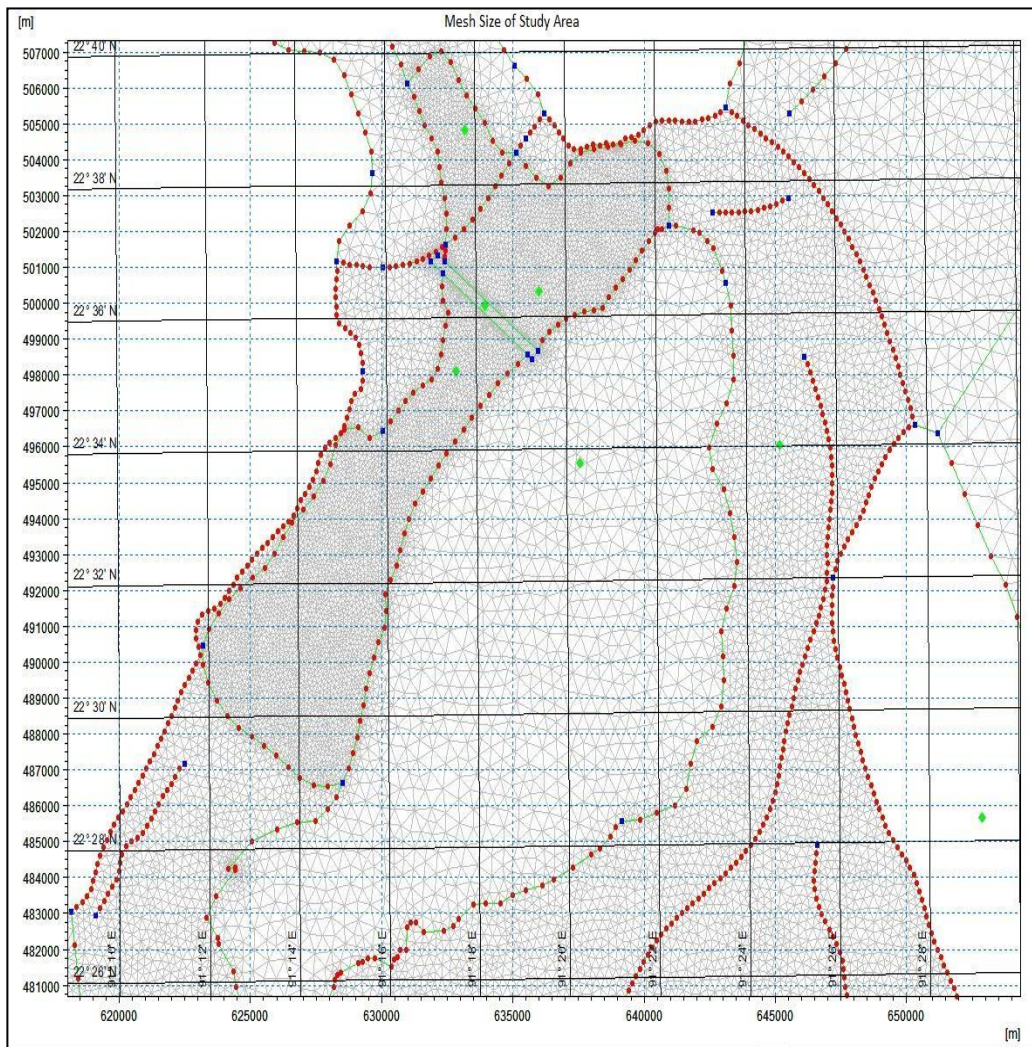 Mesh Size of Study Area
[m]
507000
22° 40' N
506000
505000
504000
22° 38' N
503000
502000
501000
22° 36' N
500000
499000
498000
497000
22° 34' N
496000
495000
494000
493000
22° 32' N
492000
491000
490000
489000
22° 30' N
488000
487000
486000
22° 28' N
485000
484000
483000
482000
22° 26' N
481000
91° 10' E
91° 12' E
91° 14' E
91° 16' E
91° 18' E
91° 20' E
91° 22' E
91° 24' E
91° 26' E
91° 28' E
620000 625000 630000 635000 640000 645000 650000
[m]